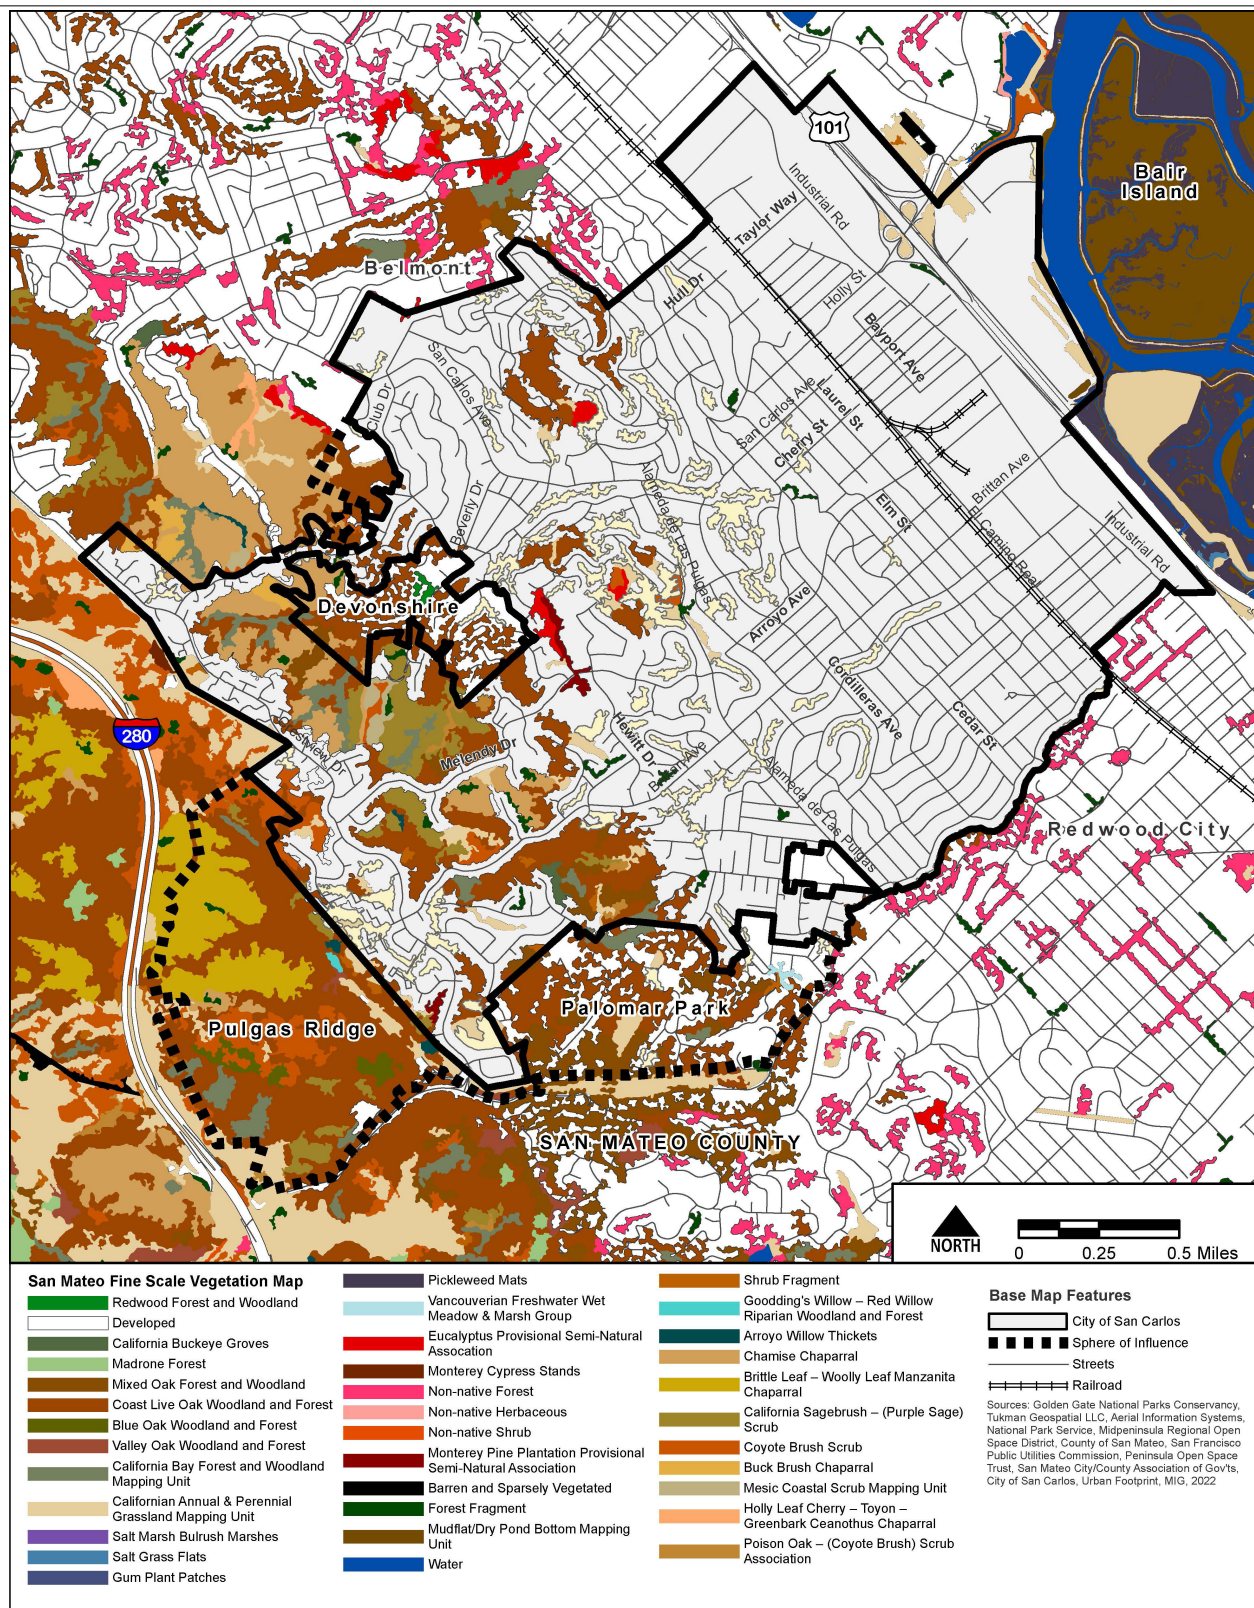 101
Bair
Island
Industrial Rd
Taylor Way
Belmont
Hull Dr
Holly St
Bayport Ave
San Carlos Ave
Club Dr
San Carlos Ave
Laurel St
Cherry St
Alameda de Las Pulgas
Brittan Ave
Beverly Dr
Elm St
El Camino Real
Industrial Rd
Devonshire
Arroyo Ave
Cordilleras Ave
Cedar St
280
Crestview Dr
Hewitt Dr
Melendy Dr
Brittan Ave
Alameda de Las Pulgas
Redwood City
Palomar Park
Pulgas Ridge
SAN MATEO COUNTY
NORTH
0 0.25 0.5 Miles
San Mateo Fine Scale Vegetation Map
Redwood Forest and Woodland
Developed
California Buckeye Groves
Madrone Forest
Mixed Oak Forest and Woodland
Coast Live Oak Woodland and Forest
Blue Oak Woodland and Forest
Valley Oak Woodland and Forest
California Bay Forest and Woodland
Mapping Unit
Californian Annual & Perennial
Grassland Mapping Unit
Salt Marsh Bulrush Marshes
Salt Grass Flats
Gum Plant Patches
Pickleweed Mats
Vancouverian Freshwater Wet
Meadow & Marsh Group
Eucalyptus Provisional Semi-Natural
Assocation
Monterey Cypress Stands
Non-native Forest
Non-native Herbaceous
Non-native Shrub
Monterey Pine Plantation Provisional
Semi-Natural Association
Barren and Sparsely Vegetated
Forest Fragment
Mudflat/Dry Pond Bottom Mapping
Unit
Water
Shrub Fragment
Goodding's Willow – Red Willow
Riparian Woodland and Forest
Arroyo Willow Thickets
Chamise Chaparral
Brittle Leaf – Woolly Leaf Manzanita
Chaparral
California Sagebrush – (Purple Sage)
Scrub
Coyote Brush Scrub
Buck Brush Chaparral
Mesic Coastal Scrub Mapping Unit
Holly Leaf Cherry – Toyon –
Greenbark Ceanothus Chaparral
Poison Oak – (Coyote Brush) Scrub
Association
Base Map Features
City of San Carlos
Sphere of Influence
Streets
Railroad
Sources: Golden Gate National Parks Conservancy,
Tukman Geospatial LLC, Aerial Information Systems,
National Park Service, Midpeninsula Regional Open
Space District, County of San Mateo, San Francisco
Public Utilities Commission, Peninsula Open Space
Trust, San Mateo City/County Association of Gov'ts,
City of San Carlos, Urban Footprint, MIG, 2022